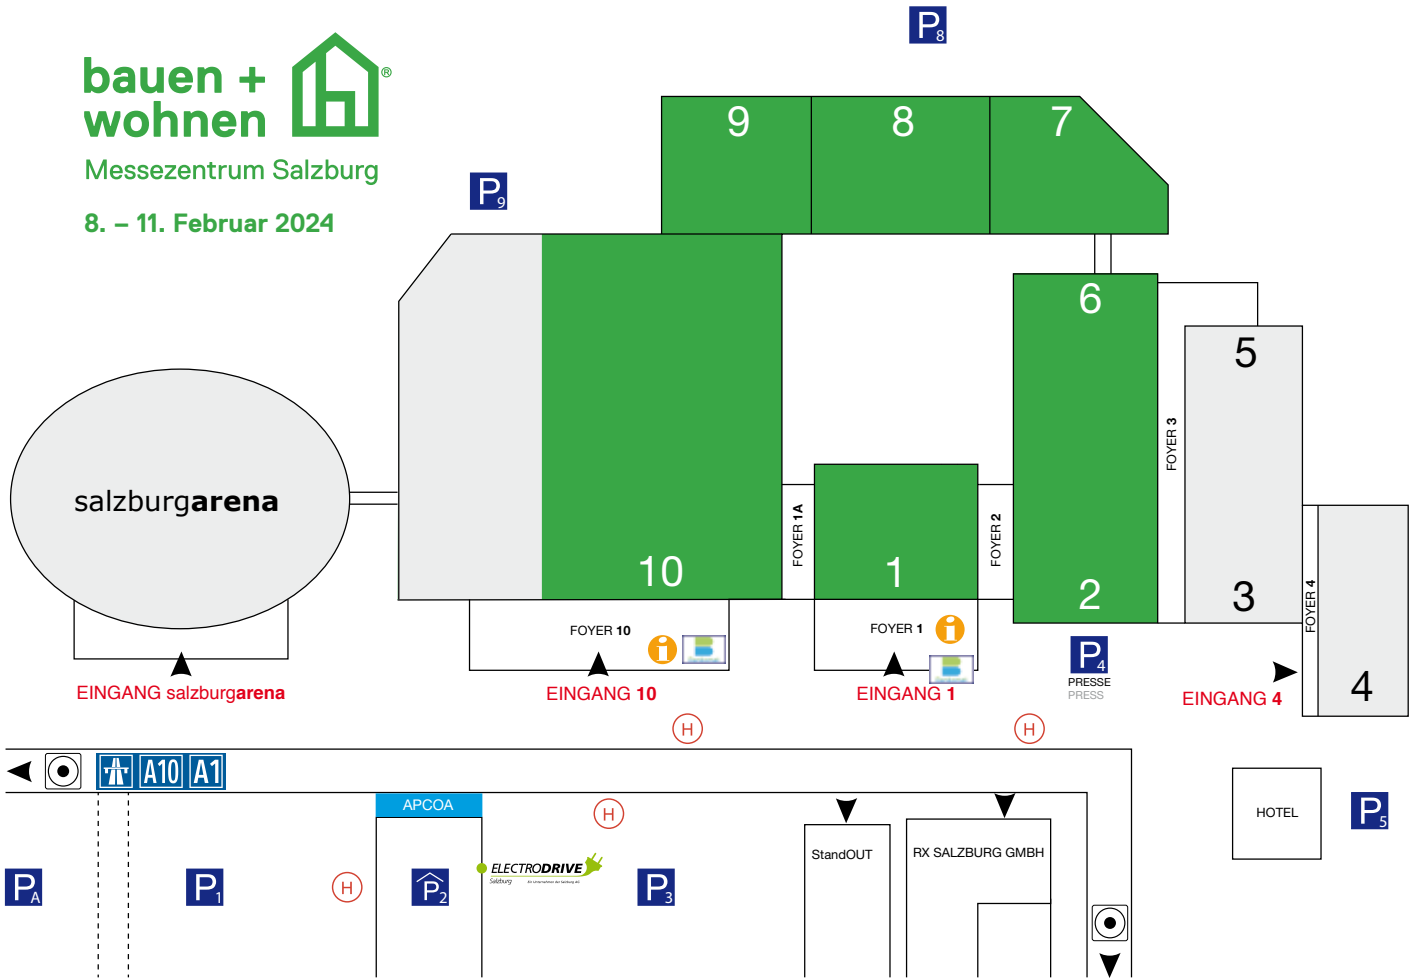 bauen +
wohnen
®
Messezentrum Salzburg
8. – 11. Februar 2024
P8
P9
9
8
7
6
5
salzburgarena
FOYER 3
FOYER 1A
FOYER 2
10
1
2
3
FOYER 4
4
FOYER 10
i
FOYER 1
i
P4
PRESSE
PRESS
EINGANG salzburgarena
EINGANG 10
EINGANG 1
EINGANG 4
H
H
A10
A1
APCOA
H
HOTEL
P5
StandOUT
RX SALZBURG GMBH
ELECTRODRIVE
Salzburg
PA
P1
H
P2
P3